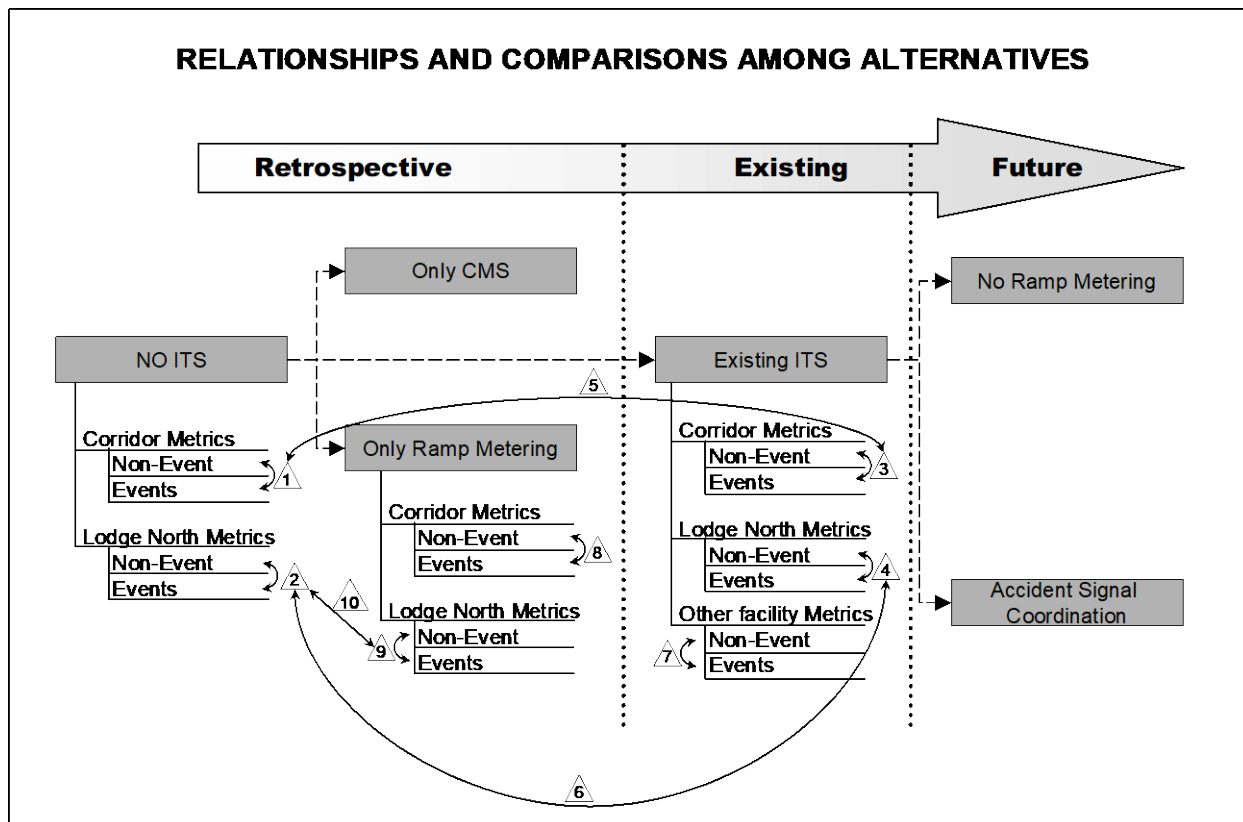 RELATIONSHIPS AND COMPARISONS AMONG ALTERNATIVES
Retrospective
Existing
Future
Only CMS
No Ramp Metering
NO ITS
Existing ITS
5
Corridor Metrics
Non-Event
Events
1
Lodge North Metrics
Non-Event
Events
2
10
Only Ramp Metering
Corridor Metrics
Non-Event
Events
8
Lodge North Metrics
Non-Event
Events
9
Corridor Metrics
Non-Event
Events
3
Lodge North Metrics
Non-Event
Events
4
Other facility Metrics
Non-Event
Events
7
Accident Signal
Coordination
6